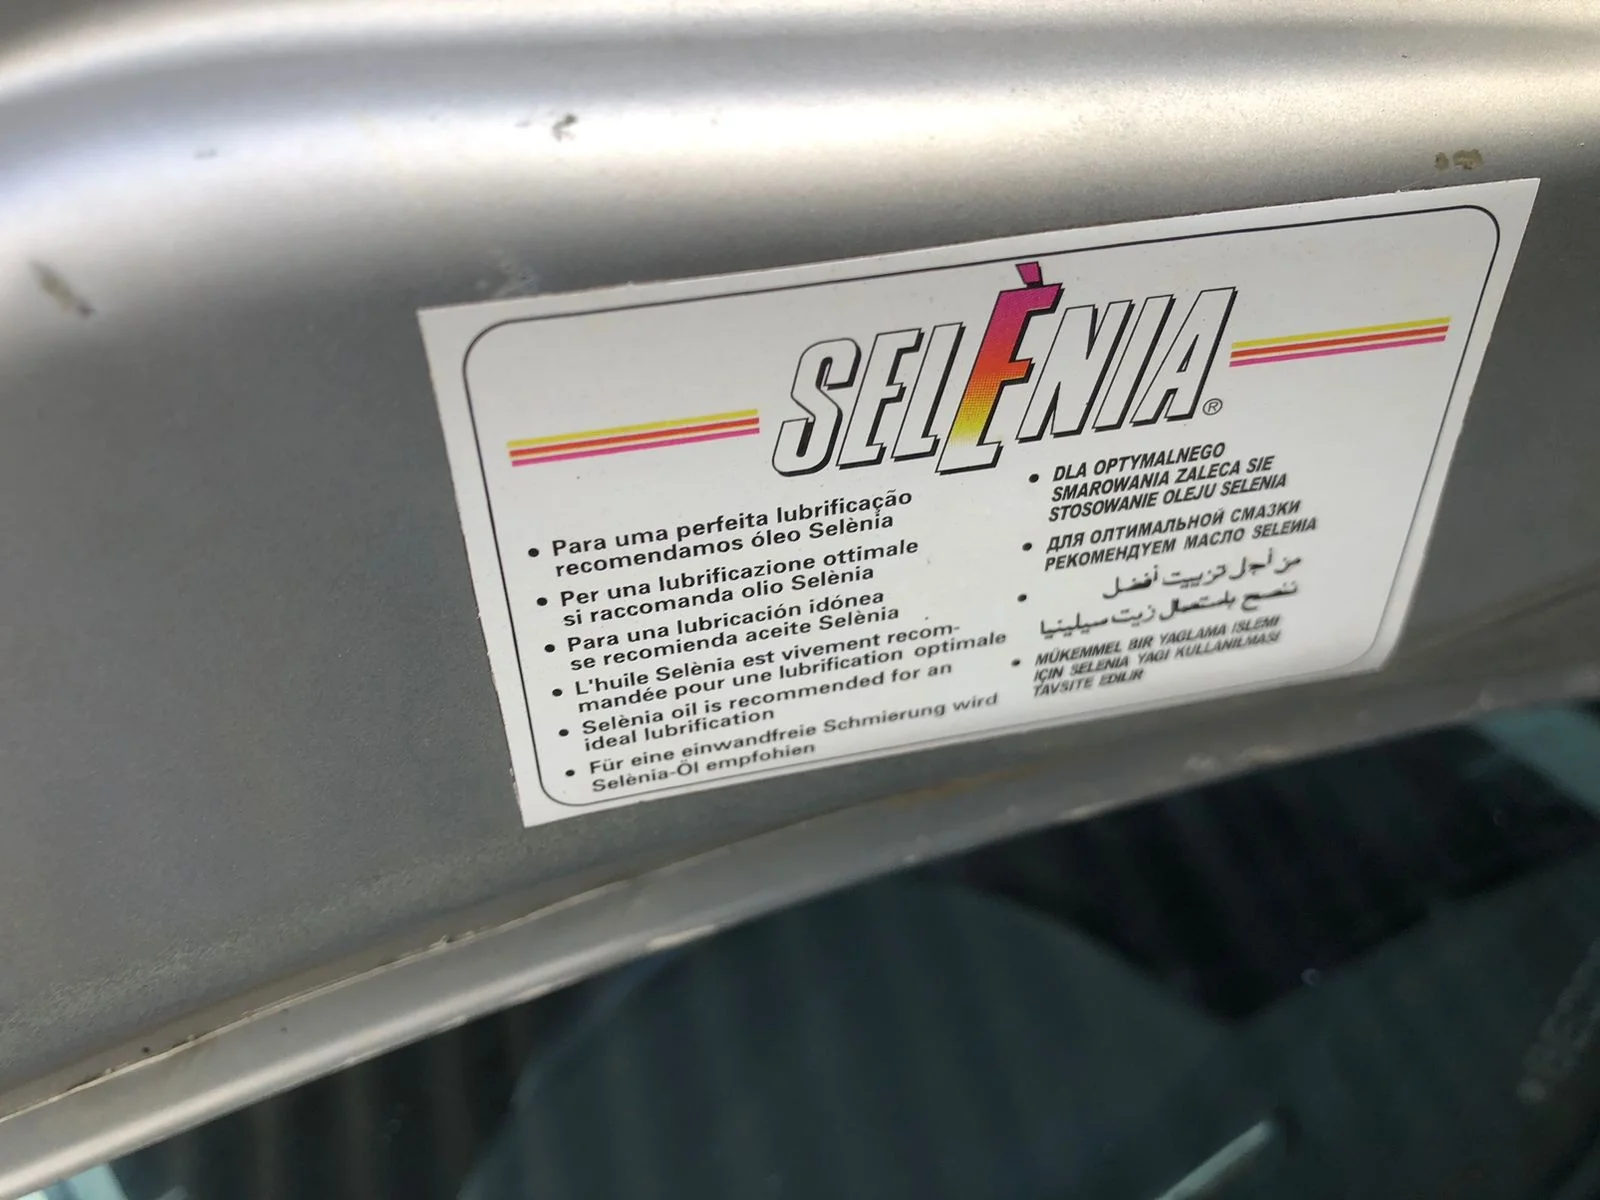 SELÈNIA®
• Para uma perfeita lubrificação
recomendamos óleo Selènia
• Per una lubrificazione ottimale
si raccomanda olio Selènia
• Para una lubricación idónea
se recomienda aceite Selènia
• L'huile Selènia est vivement recom-
mandée pour une lubrification optimale
• Selènia oil is recommended for an
ideal lubrification
• Für eine einwandfreie Schmierung wird
Selènia-Öl empfohien
• DLA OPTYMALNEGO
SMAROWANIA ZALECA SIE
STOSOWANIE OLEJU SELENIA
• ДЛЯ ОЛТИМАЛЬНОЙ СМАЗКИ
РЕКОМЕНДУЕМ МАСЛО SELEИIA
• من أجل تزييت أفضل
ننصح بإستعمال زيت سيلينيا
• MÜKEMMEL BIR YAGLAMA ISLEMI
IÇIN SELENIA YAGI KULLANILMASI
TAVSITE EDILIR